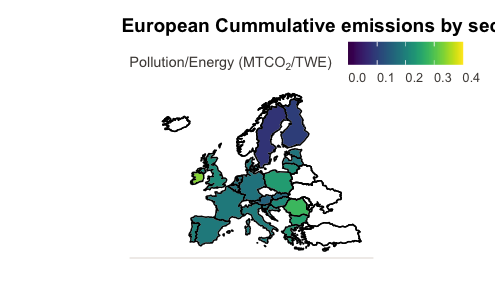 European Cummulative emissions by sec
Pollution/Energy (MTCO₂/TWE)
0.0 0.1 0.2 0.3 0.4